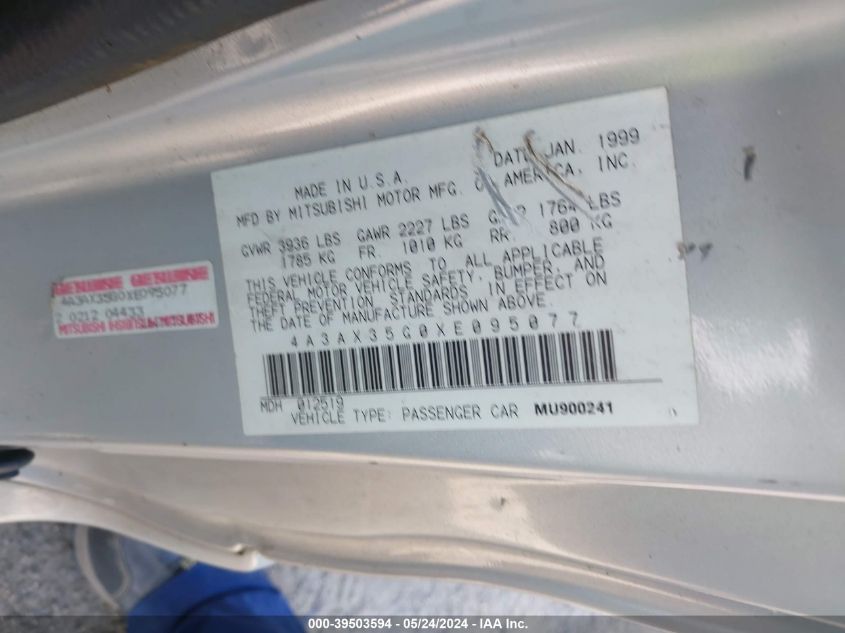 DATE JAN. 1999
MADE IN U.S.A.
MFD BY MITSUBISHI MOTOR MFG. OF AMERICA, INC.
GVWR 3936 LBS GAWR 2227 LBS 1764 LBS
1785 KG FR. 1010 KG RR. 800 KG
THIS VEHICLE CONFORMS TO ALL APPLICABLE
FEDERAL MOTOR VEHICLE SAFETY, BUMPER, AND
THEFT PREVENTION STANDARDS IN EFFECT ON
THE DATE OF MANUFACTURE SHOWN ABOVE.
4A3AX35G0XE095077
MDH 012519
VEHICLE TYPE: PASSENGER CAR MU900241
GENUINE GENUINE
4A3AX35G0XE095077
2 0212 04433
MITSUBISHI MITSUBISHI
000-39503594 - 05/24/2024 - IAA Inc.